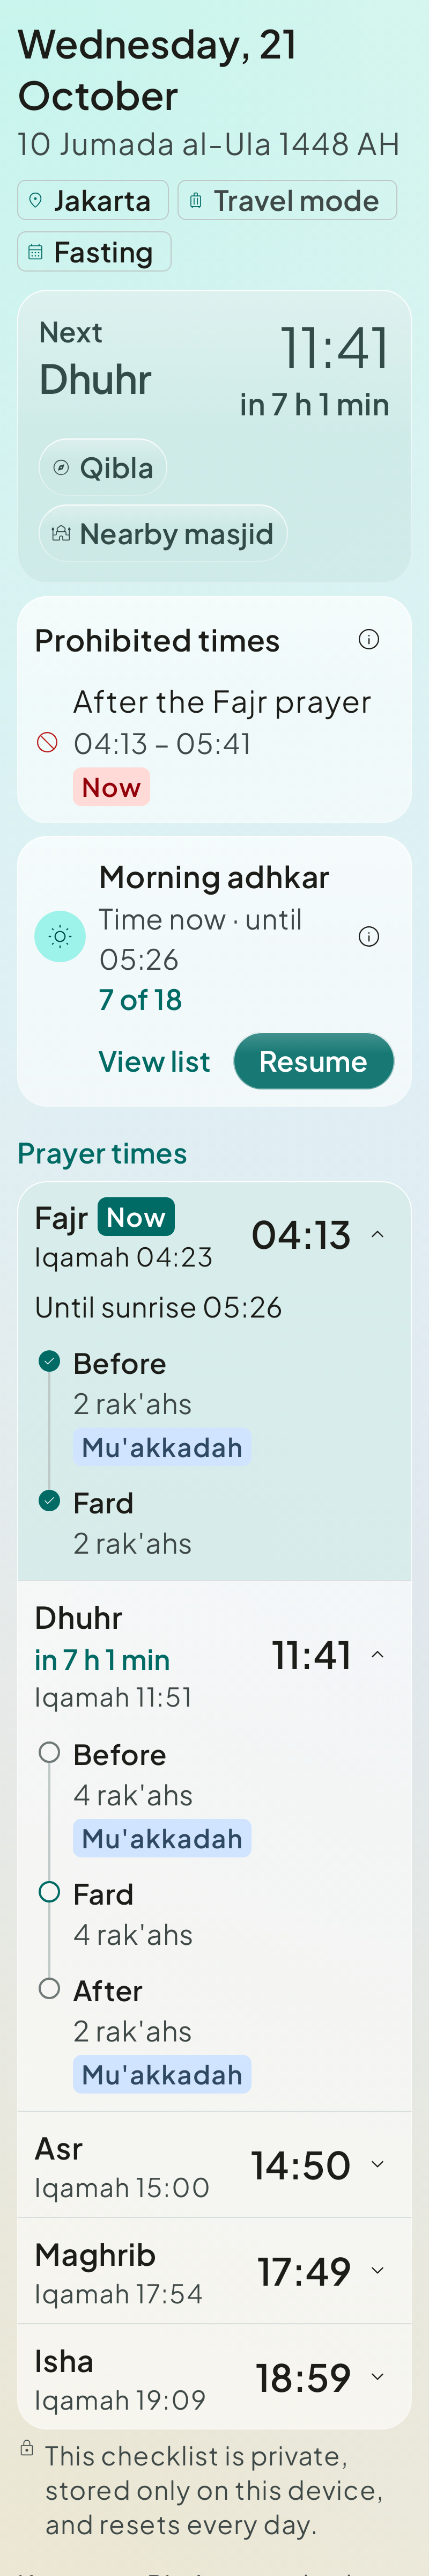 Wednesday, 21
October
10 Jumada al-Ula 1448 AH
Jakarta
Travel mode
Fasting
Next
Dhuhr
11:41
in 7 h 1 min
Qibla
Nearby masjid
Prohibited times
After the Fajr prayer
04:13 – 05:41
Now
Morning adhkar
Time now · until
05:26
7 of 18
View list
Resume
Prayer times
Fajr Now
04:13
Iqamah 04:23
Until sunrise 05:26
Before
2 rak'ahs
Mu'akkadah
Fard
2 rak'ahs
Dhuhr
in 7 h 1 min
11:41
Iqamah 11:51
Before
4 rak'ahs
Mu'akkadah
Fard
4 rak'ahs
After
2 rak'ahs
Mu'akkadah
Asr
14:50
Iqamah 15:00
Maghrib
17:49
Iqamah 17:54
Isha
18:59
Iqamah 19:09
This checklist is private,
stored only on this device,
and resets every day.